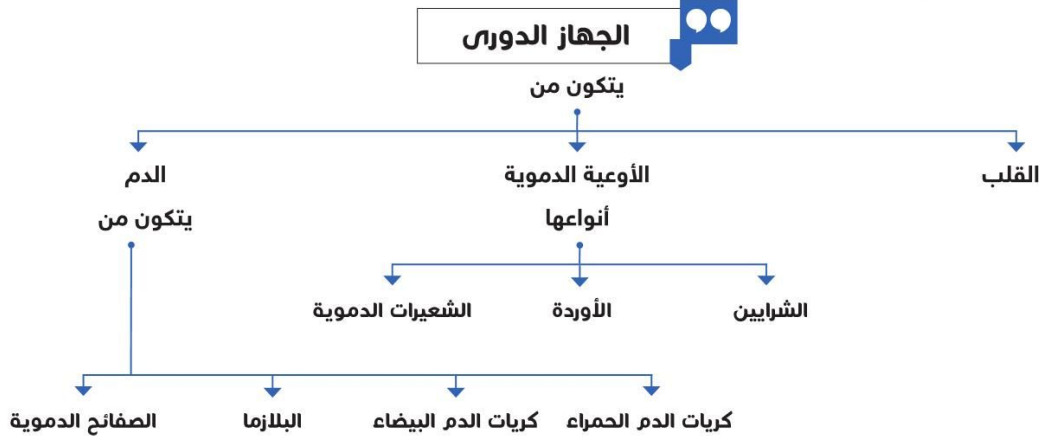 الجهاز الدورى
يتكون من
القلب
الأوعية الدموية
الدم
أنواعها
يتكون من
الشرايين
الأوردة
الشعيرات الدموية
كريات الدم الحمراء
كريات الدم البيضاء
البلازما
الصفائح الدموية